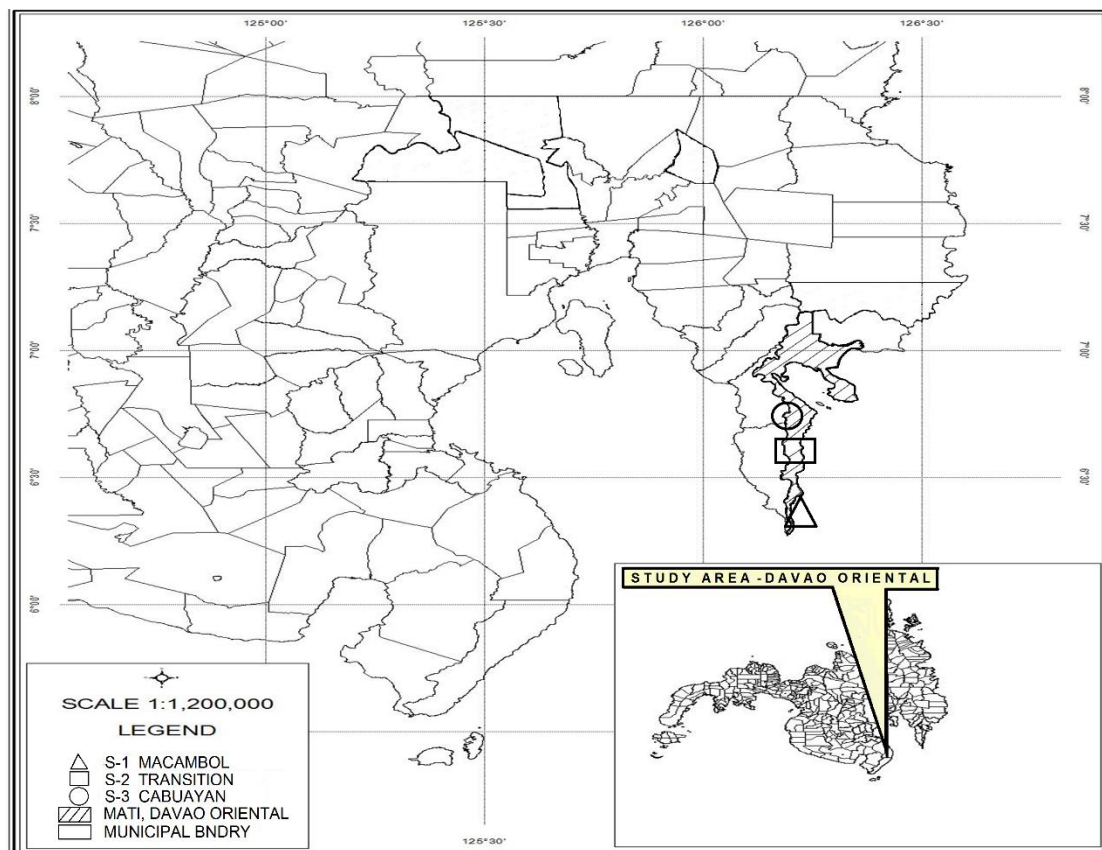 125°00' 125°30' 126°00' 126°30'
8°00' 8°00'
7°30' 7°30'
7°00' 7°00'
6°30' 6°30'
6°00'
STUDY AREA - DAVAO ORIENTAL
SCALE 1:1,200,000
LEGEND
S-1 MACAMBOL
S-2 TRANSITION
S-3 CABUAYAN
MATI, DAVAO ORIENTAL
MUNICIPAL BNDRY
125°30'